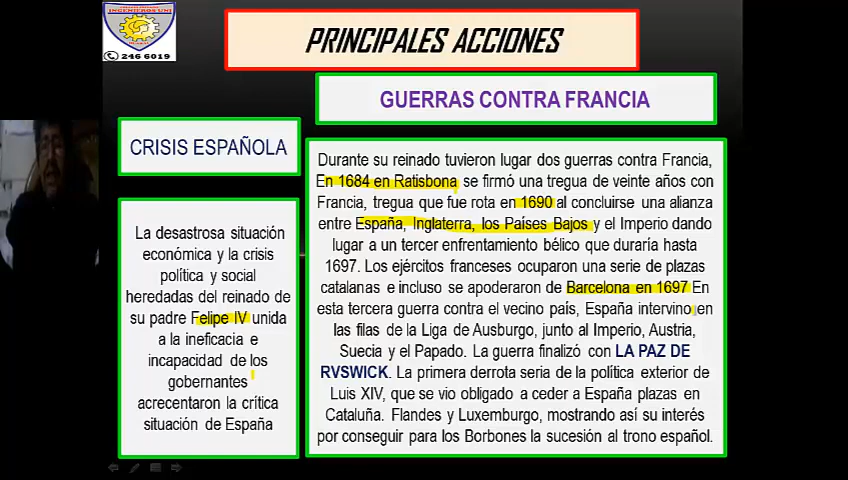 INGENIEROS UNI
246 6019
PRINCIPALES ACCIONES
GUERRAS CONTRA FRANCIA
CRISIS ESPAÑOLA
La desastrosa situación
económica y la crisis
política y social
heredadas del reinado de
su padre Felipe IV unida
a la ineficacia e
incapacidad de los
gobernantes
acrecentaron la crítica
situación de España
Durante su reinado tuvieron lugar dos guerras contra Francia,
En 1684 en Ratisbona se firmó una tregua de veinte años con
Francia, tregua que fue rota en 1690 al concluirse una alianza
entre España, Inglaterra, los Países Bajos y el Imperio dando
lugar a un tercer enfrentamiento bélico que duraría hasta
1697. Los ejércitos franceses ocuparon una serie de plazas
catalanas e incluso se apoderaron de Barcelona en 1697 En
esta tercera guerra contra el vecino país, España intervino en
las filas de la Liga de Ausburgo, junto al Imperio, Austria,
Suecia y el Papado. La guerra finalizó con LA PAZ DE
RVSWICK. La primera derrota seria de la política exterior de
Luis XIV, que se vio obligado a ceder a España plazas en
Cataluña. Flandes y Luxemburgo, mostrando así su interés
por conseguir para los Borbones la sucesión al trono español.